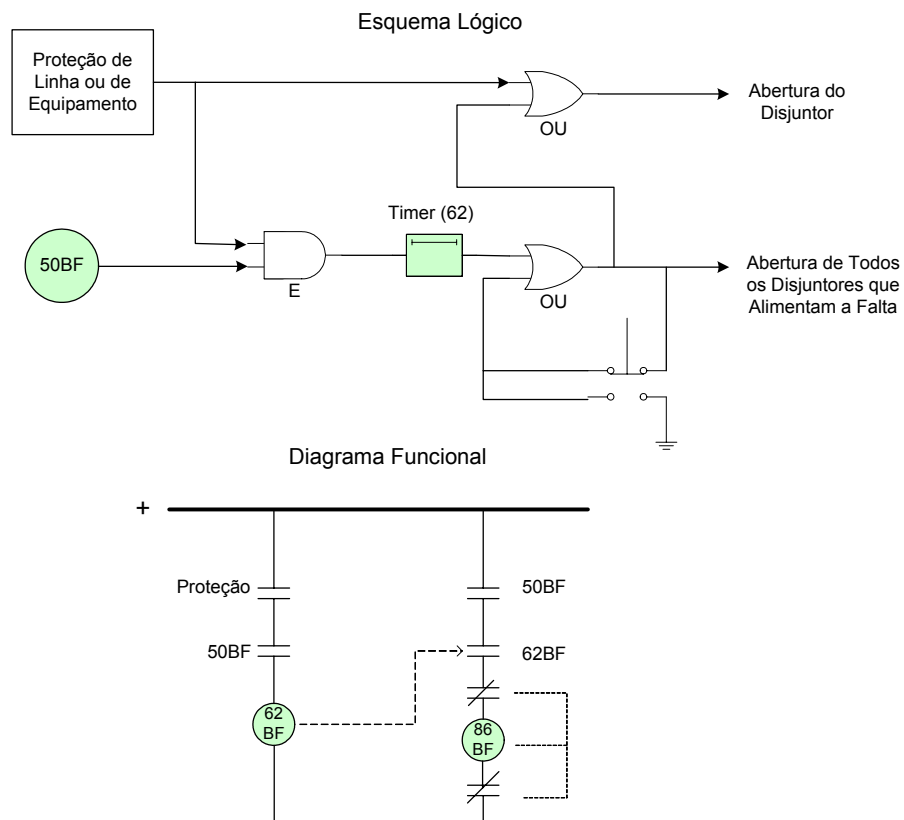 Esquema Lógico
Proteção de
Linha ou de
Equipamento
OU
Abertura do
Disjuntor
Timer (62)
50BF
E
OU
Abertura de Todos
os Disjuntores que
Alimentam a Falta
Diagrama Funcional
+
Proteção
50BF
50BF
62BF
62
BF
86
BF